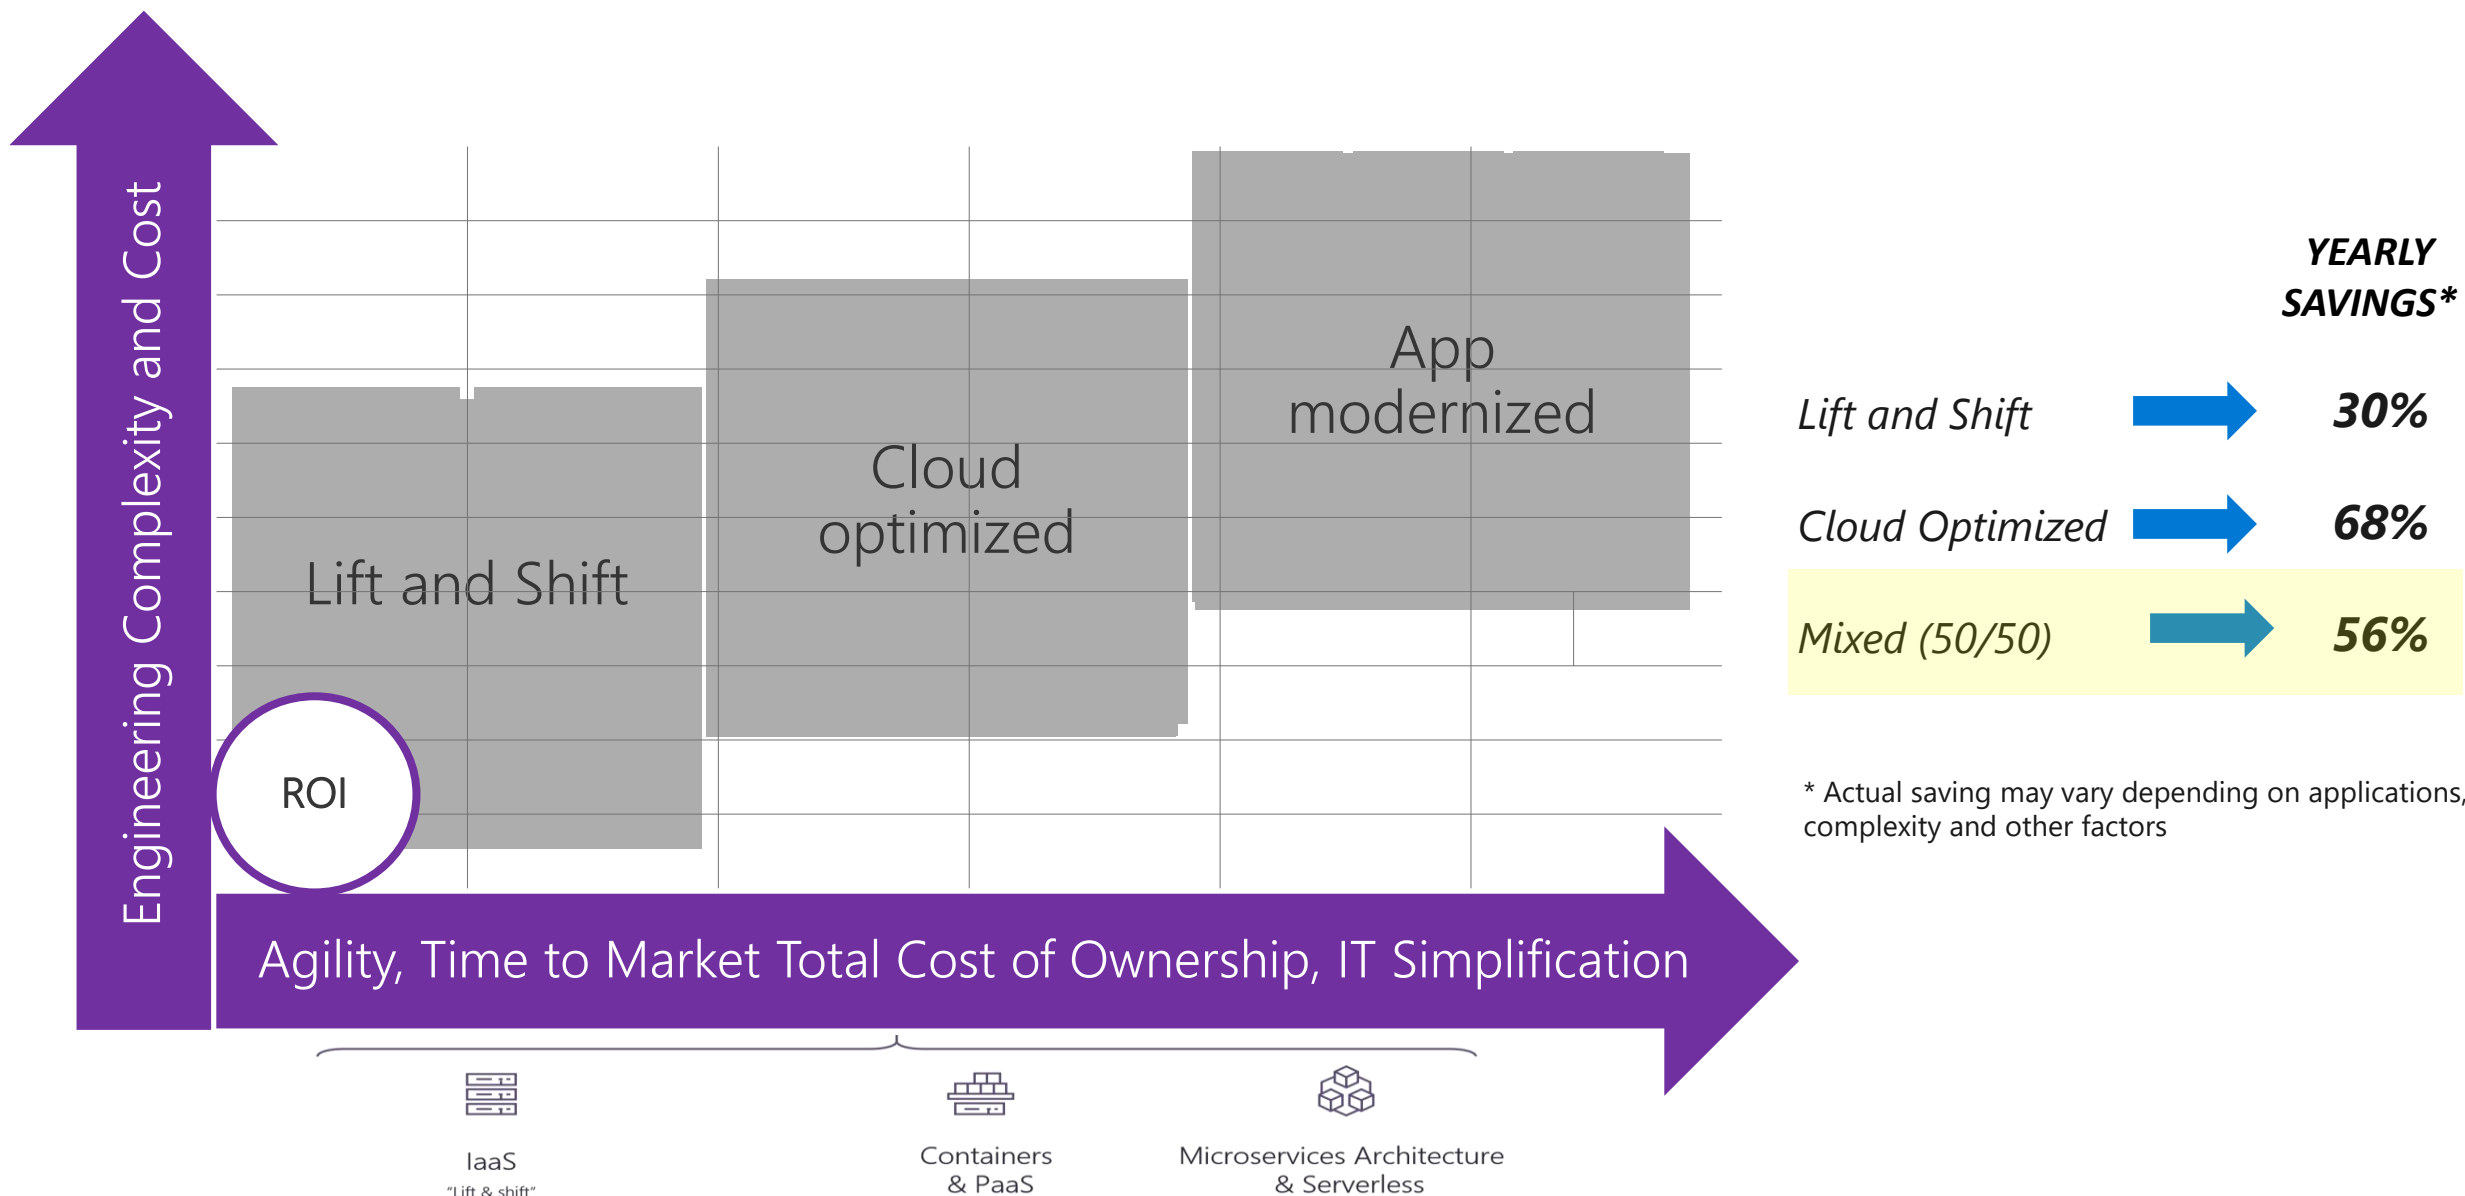 Engineering Complexity and Cost
Lift and Shift
Cloud
optimized
App
modernized
ROI
Agility, Time to Market Total Cost of Ownership, IT Simplification
IaaS
"Lift & shift"
Containers
& PaaS
Microservices Architecture
& Serverless
YEARLY
SAVINGS*
Lift and Shift 30%
Cloud Optimized 68%
Mixed (50/50) 56%
* Actual saving may vary depending on applications,
complexity and other factors